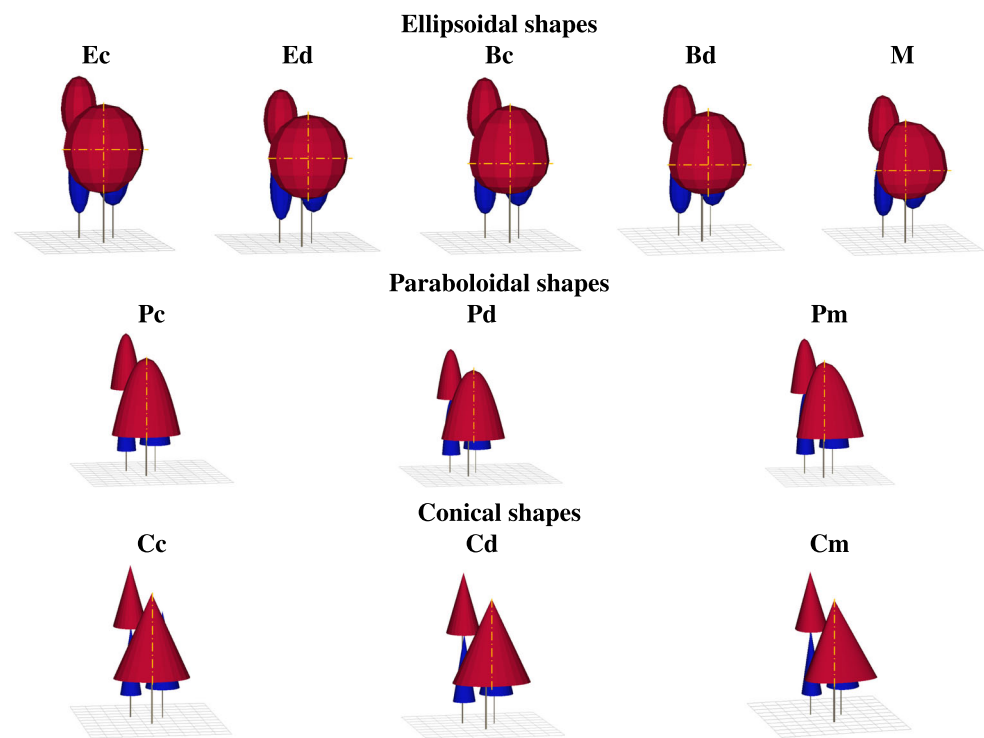 Ellipsoidal shapes
Ec Ed Bc Bd M
Paraboloidal shapes
Pc Pd Pm
Conical shapes
Cc Cd Cm